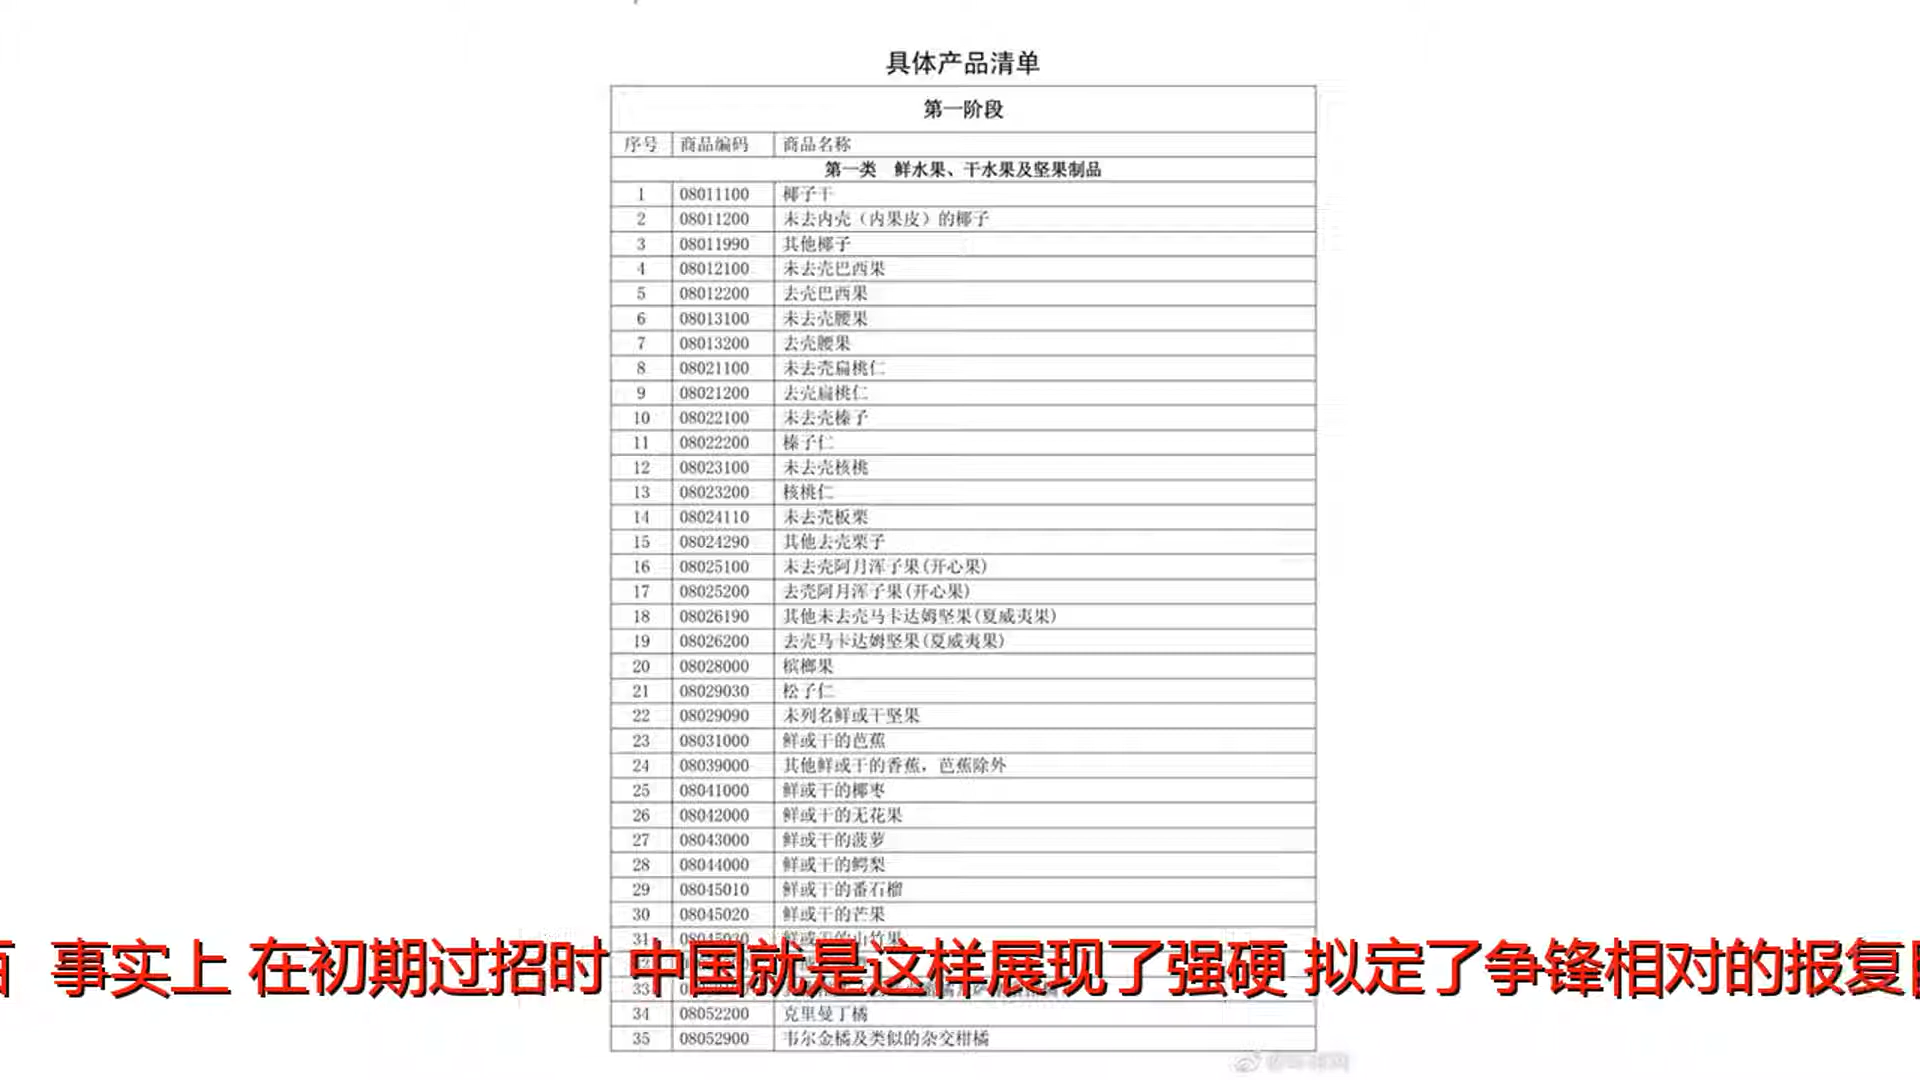 具体产品清单
第一阶段
序号 商品编码 商品名称
第一类 鲜水果、干水果及坚果制品
1 08011100 椰子干
2 08011200 未去内壳（内果皮）的椰子
3 08011990 其他椰子
4 08012100 未去壳巴西果
5 08012200 去壳巴西果
6 08013100 未去壳腰果
7 08013200 去壳腰果
8 08021100 未去壳扁桃仁
9 08021200 去壳扁桃仁
10 08022100 未去壳榛子
11 08022200 榛子仁
12 08023100 未去壳核桃
13 08023200 核桃仁
14 08024110 未去壳板栗
15 08024290 其他去壳栗子
16 08025100 未去壳阿月浑子果(开心果)
17 08025200 去壳阿月浑子果(开心果)
18 08026190 其他未去壳马卡达姆坚果(夏威夷果)
19 08026200 去壳马卡达姆坚果(夏威夷果)
20 08028000 槟榔果
21 08029030 松子仁
22 08029090 未列名鲜或干坚果
23 08031000 鲜或干的芭蕉
24 08039000 其他鲜或干的香蕉，芭蕉除外
25 08041000 鲜或干的椰枣
26 08042000 鲜或干的无花果
27 08043000 鲜或干的菠萝
28 08044000 鲜或干的鳄梨
29 08045010 鲜或干的番石榴
30 08045020 鲜或干的芒果
31 08045030 鲜或干的山竹果
事实上 在初期过招时 中国就是这样展现了强硬 拟定了争锋相对的报复
33
34 08052200 克里曼丁橘
35 08052900 韦尔金橘及类似的杂交柑橘